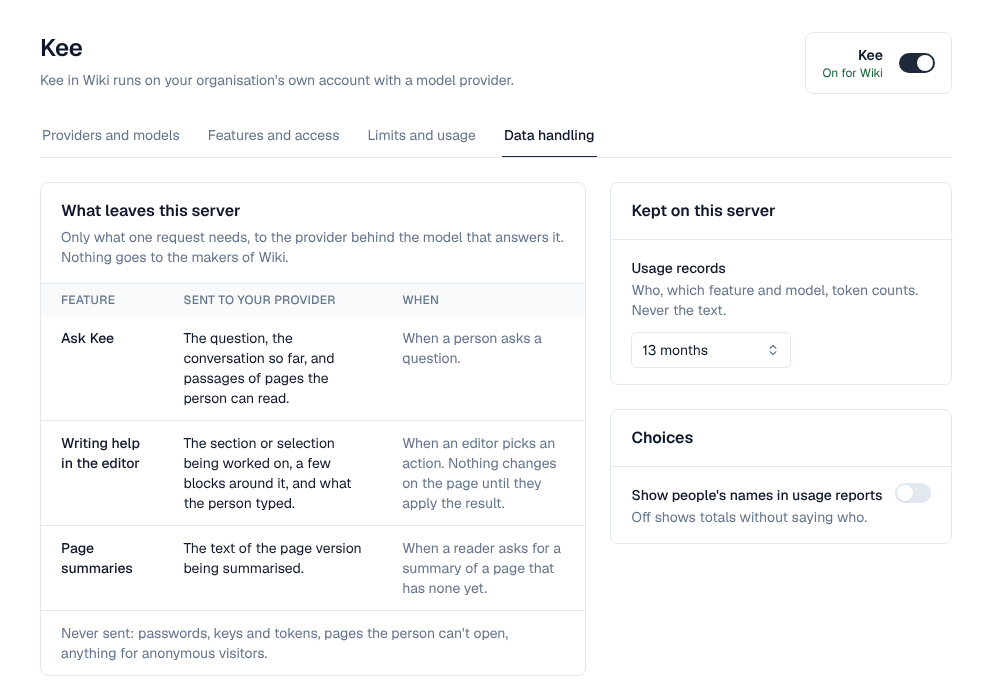 Kee
Kee in Wiki runs on your organisation's own account with a model provider.
Kee
On for Wiki
Providers and models
Features and access
Limits and usage
Data handling
What leaves this server
Only what one request needs, to the provider behind the model that answers it.
Nothing goes to the makers of Wiki.
FEATURE
SENT TO YOUR PROVIDER
WHEN
Ask Kee
The question, the
conversation so far, and
passages of pages the
person can read.
When a person asks a
question.
Writing help
in the editor
The section or selection
being worked on, a few
blocks around it, and what
the person typed.
When an editor picks an
action. Nothing changes
on the page until they
apply the result.
Page
summaries
The text of the page version
being summarised.
When a reader asks for a
summary of a page that
has none yet.
Never sent: passwords, keys and tokens, pages the person can't open,
anything for anonymous visitors.
Kept on this server
Usage records
Who, which feature and model, token counts.
Never the text.
13 months
Choices
Show people's names in usage reports
Off shows totals without saying who.